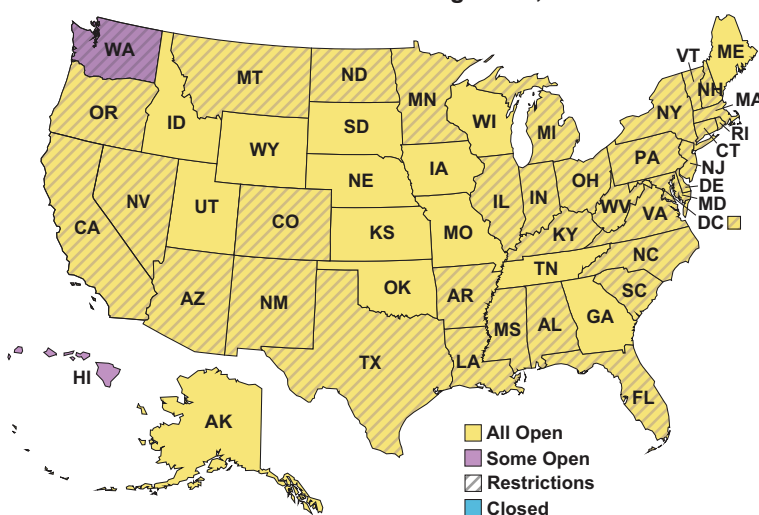 WA
MT
ND
MN
VT
ME
NH
MA
OR
ID
SD
WI
MI
NY
RI
CT
WY
IA
PA
NJ
NV
NE
IL
IN
OH
DE
MD
DC
CA
UT
CO
KS
MO
KY
WV
VA
TN
NC
AZ
NM
OK
AR
SC
MS
AL
GA
TX
LA
FL
HI
AK
All Open
Some Open
Restrictions
Closed